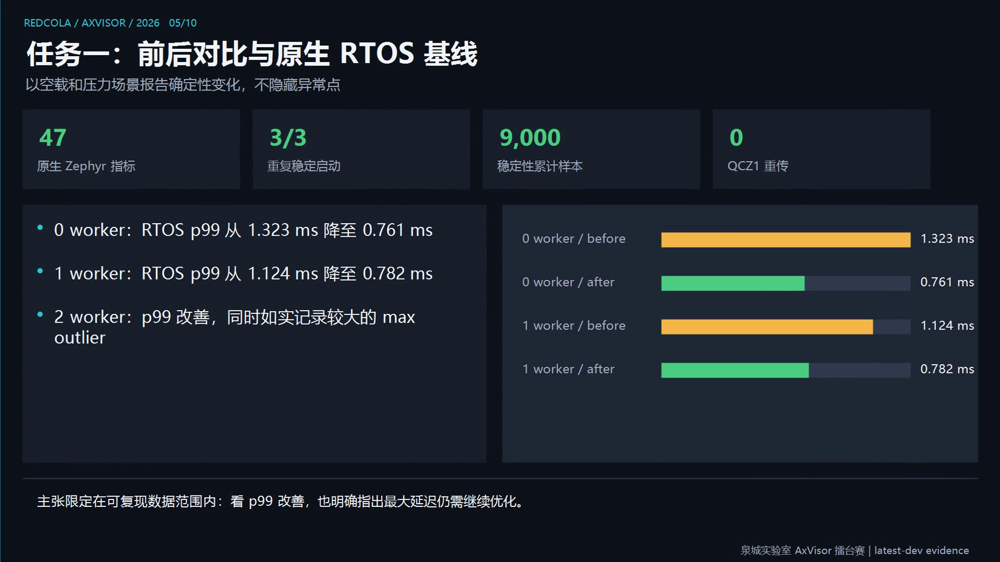 REDCOLA / AXVISOR / 2026 05/10
任务一：前后对比与原生 RTOS 基线
以空载和压力场景报告确定性变化，不隐藏异常点
47
原生 Zephyr 指标
3/3
重复稳定启动
9,000
稳定性累计样本
0
QCZ1 重传
• 0 worker：RTOS p99 从 1.323 ms 降至 0.761 ms
• 1 worker：RTOS p99 从 1.124 ms 降至 0.782 ms
• 2 worker：p99 改善，同时如实记录较大的 max
outlier
0 worker / before 1.323 ms
0 worker / after 0.761 ms
1 worker / before 1.124 ms
1 worker / after 0.782 ms
主张限定在可复现数据范围内：看 p99 改善，也明确指出最大延迟仍需继续优化。
泉城实验室 AxVisor 擂台赛 | latest-dev evidence